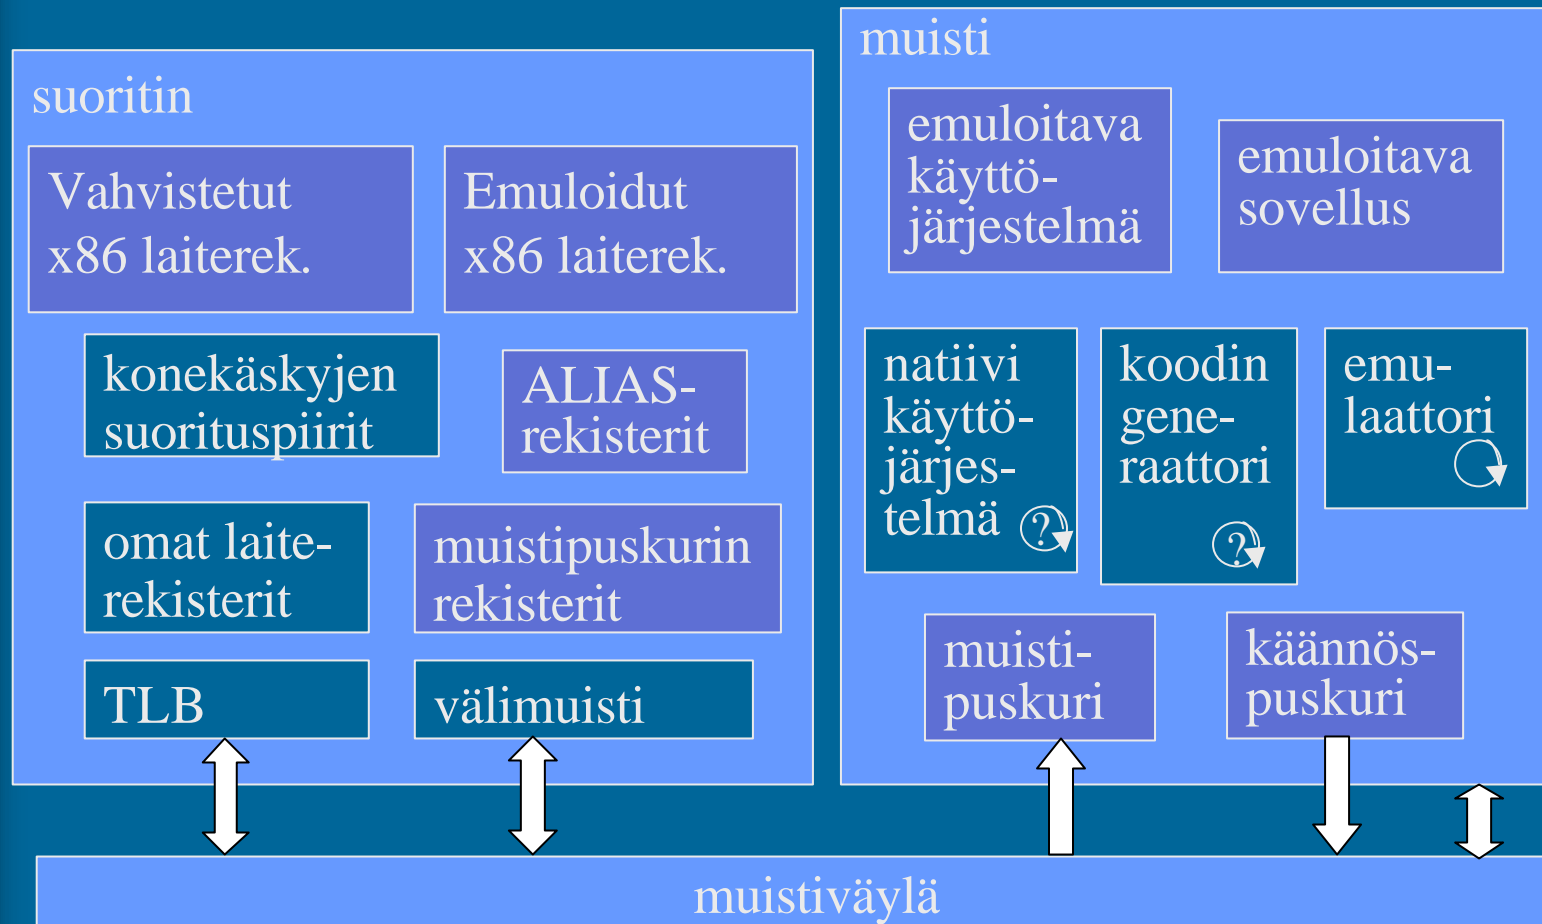 suoritin
Vahvistetut
x86 laiterek.
Emuloidut
x86 laiterek.
konekäskyjen
suorituspiirit
ALIAS-
rekisterit
omat laite-
rekisterit
muistipuskurin
rekisterit
TLB
välimuisti
muisti
emuloitava
käyttö-
järjestelmä
emuloitava
sovellus
natiivi
käyttö-
järjes-
telmä
?
koodin
gene-
raattori
?
emu-
laattori
muisti-
puskuri
käännös-
puskuri
muistiväylä